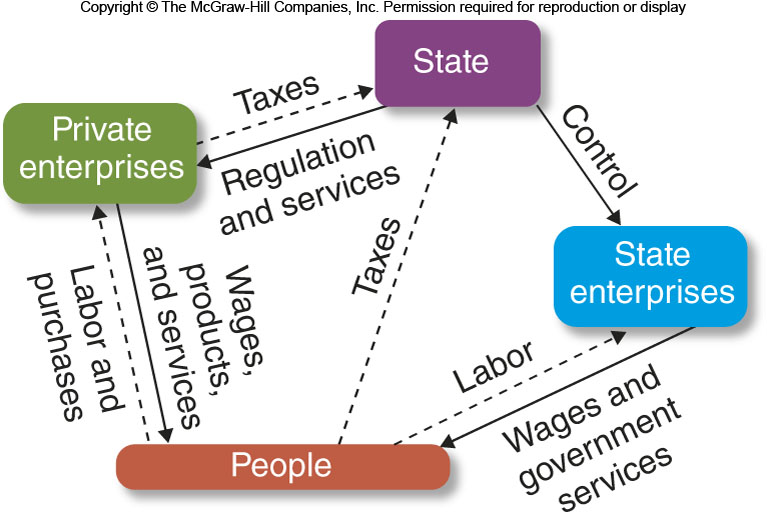 Copyright © The McGraw-Hill Companies, Inc. Permission required for reproduction or display
State
Taxes
Private
enterprises
Regulation
and services
Control
Taxes
State
enterprises
Labor and
purchases
Wages,
products,
and services
Labor
Wages and
government
services
People